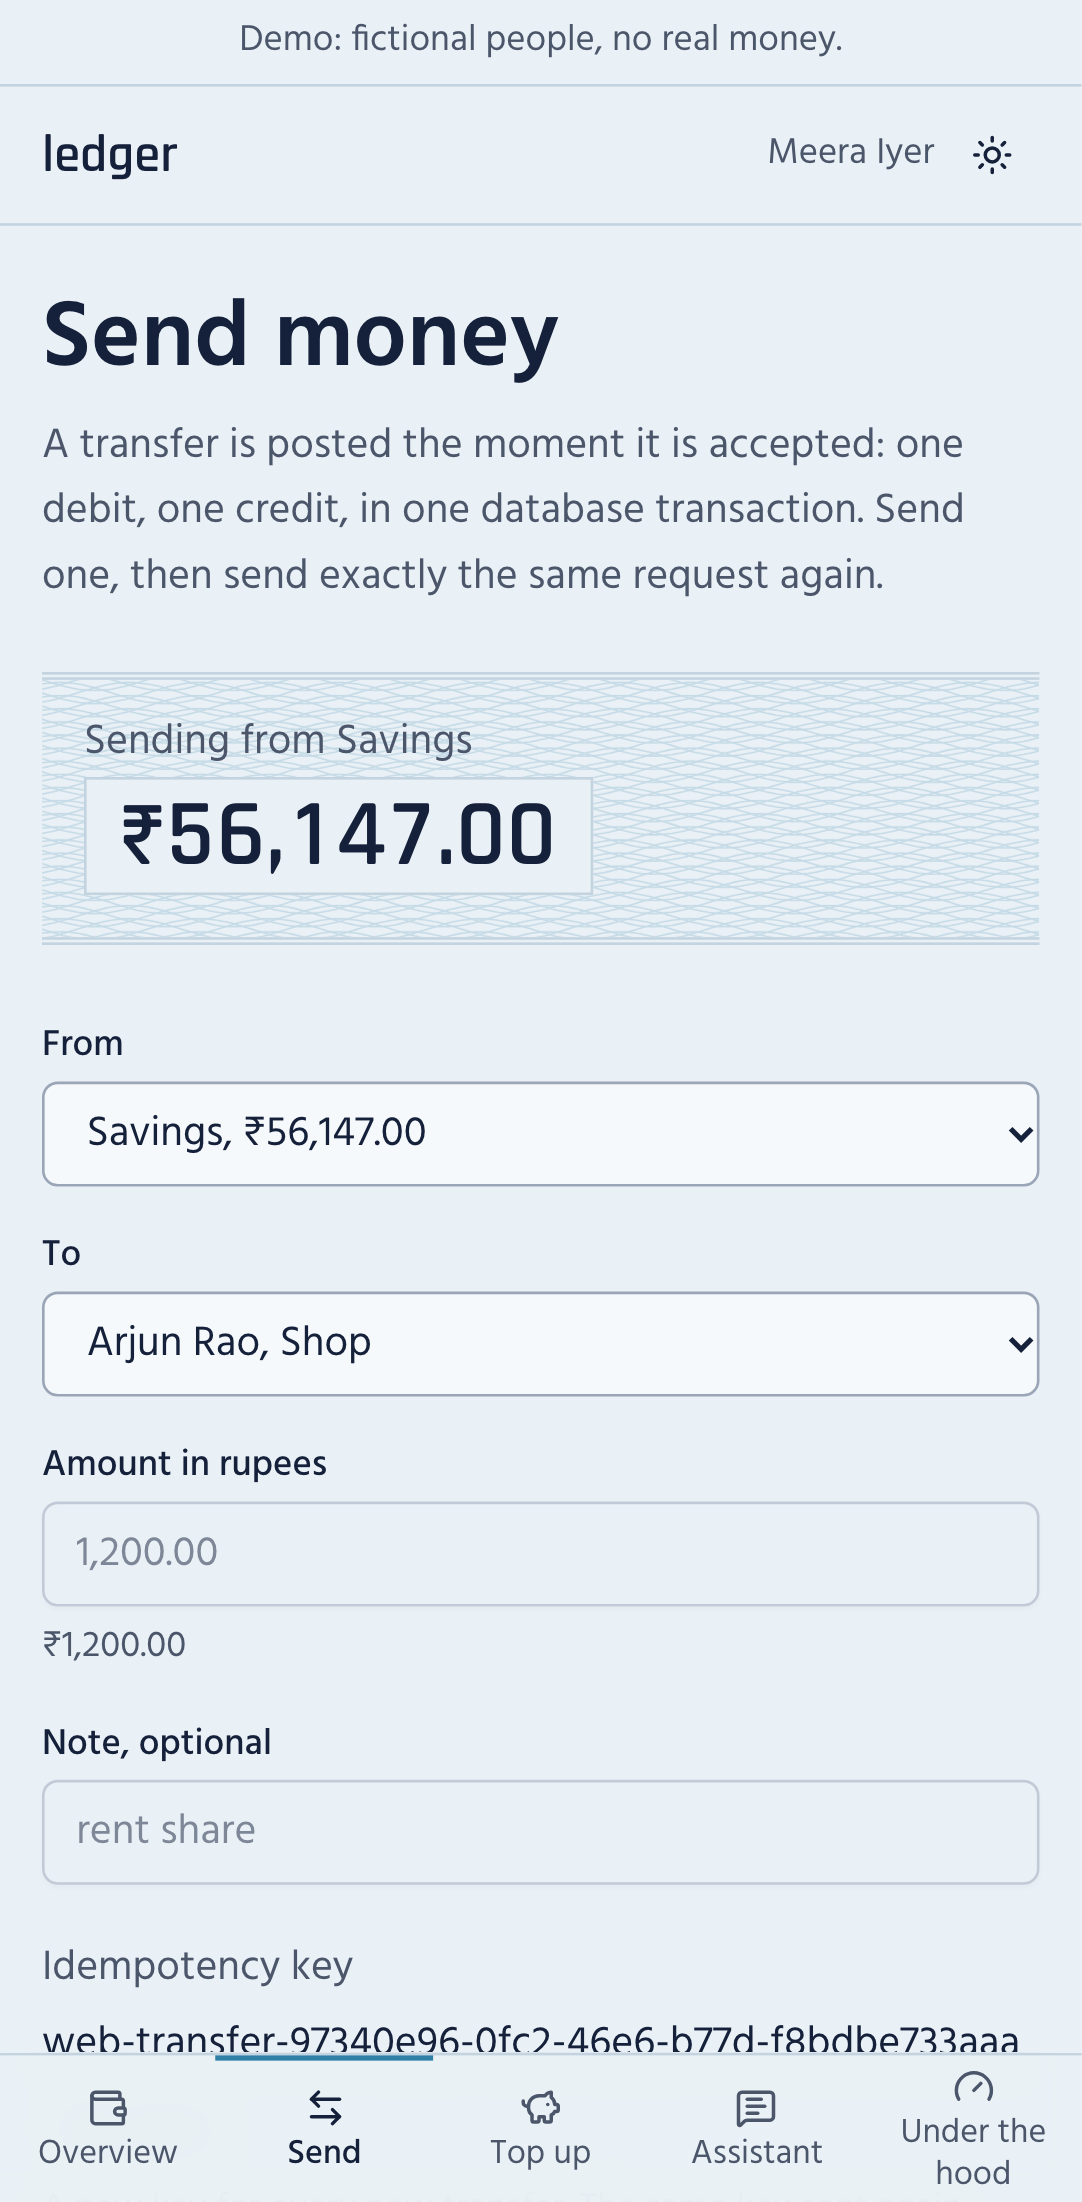 Demo: fictional people, no real money.
ledger
Meera Iyer
Send money
A transfer is posted the moment it is accepted: one
debit, one credit, in one database transaction. Send
one, then send exactly the same request again.
Sending from Savings
₹56,147.00
From
Savings, ₹56,147.00
To
Arjun Rao, Shop
Amount in rupees
1,200.00
₹1,200.00
Note, optional
rent share
Idempotency key
web-transfer-97340e96-0fc2-46e6-b77d-f8bdbe733aaa
Overview
Send
Top up
Assistant
Under the
hood